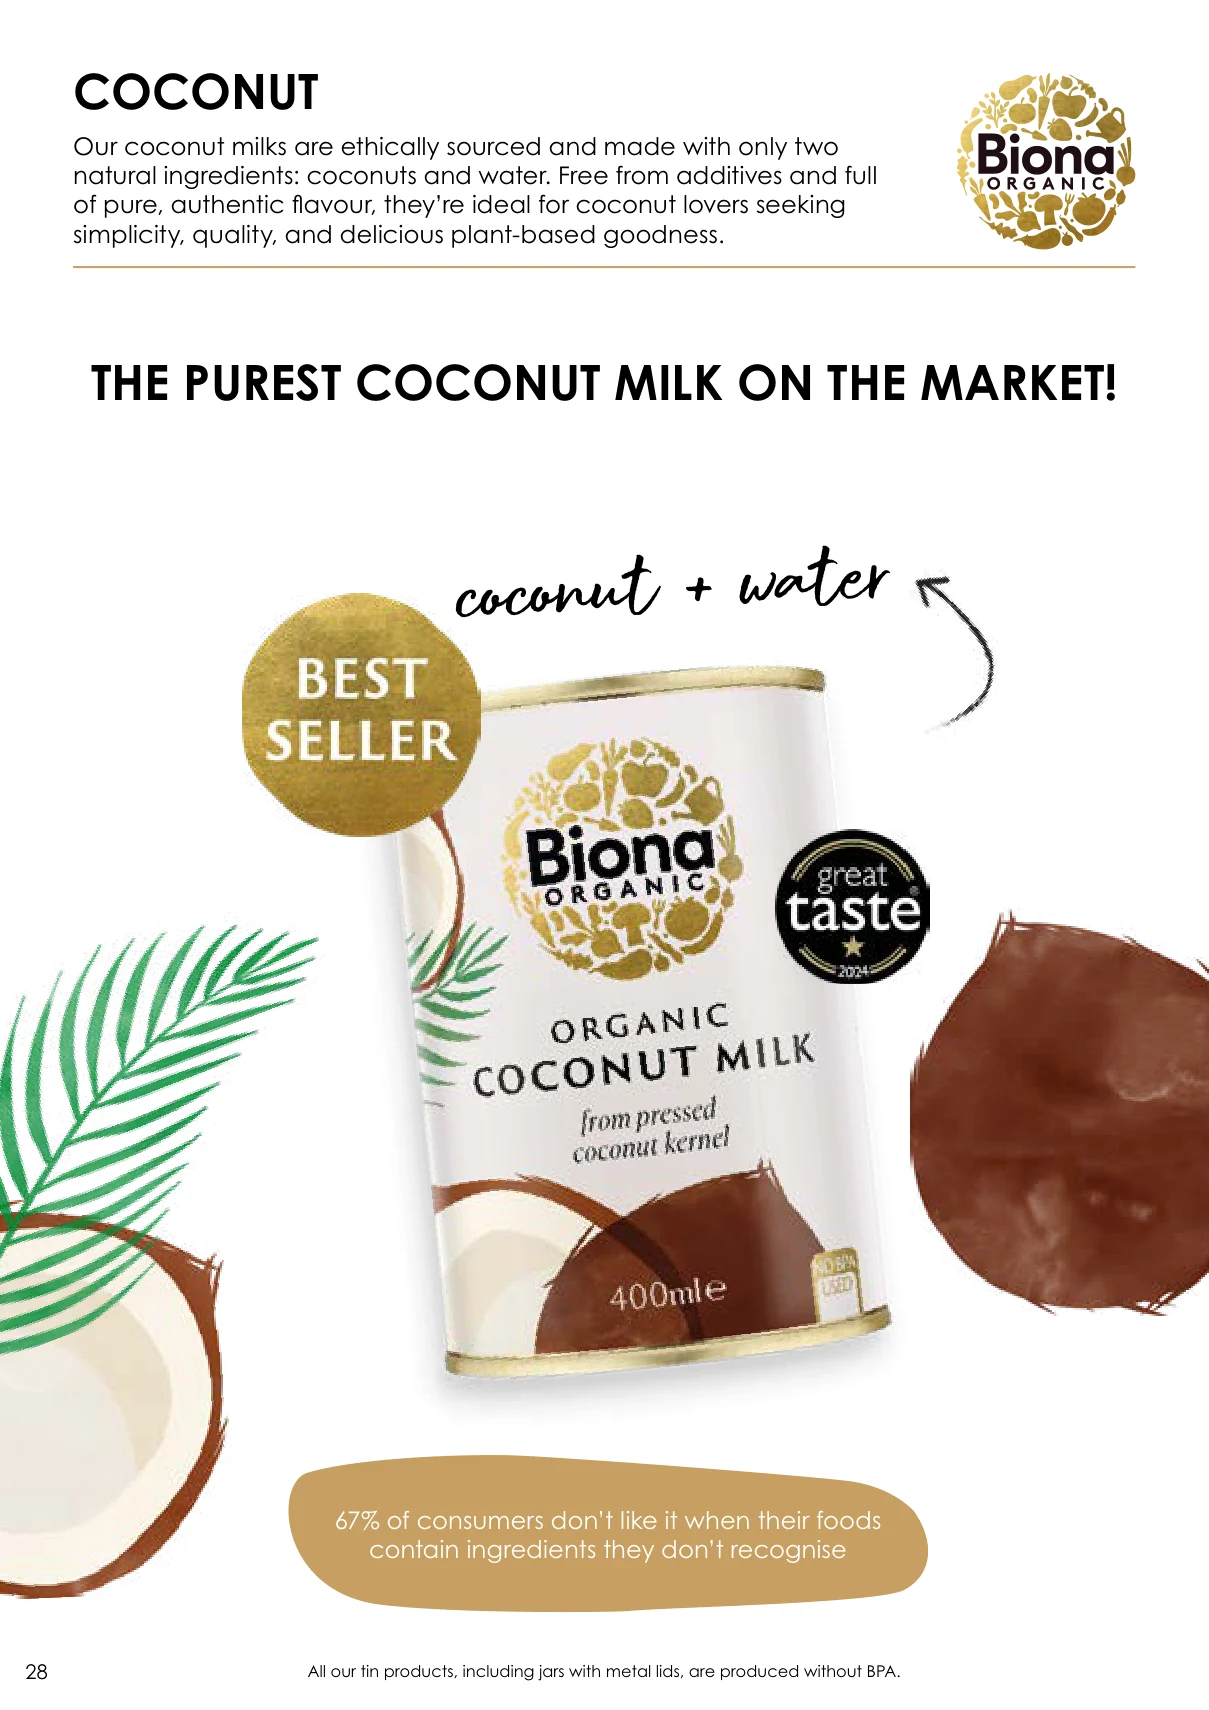 COCONUT
Our coconut milks are ethically sourced and made with only two
natural ingredients: coconuts and water. Free from additives and full
of pure, authentic flavour, they’re ideal for coconut lovers seeking
simplicity, quality, and delicious plant-based goodness.
Biona
ORGANIC
THE PUREST COCONUT MILK ON THE MARKET!
coconut + water
BEST
SELLER
Biona
ORGANIC
great
taste®
2024
ORGANIC
COCONUT MILK
from pressed
coconut kernel
400ml e
NO BPA
USED
67% of consumers don’t like it when their foods
contain ingredients they don’t recognise
28
All our tin products, including jars with metal lids, are produced without BPA.